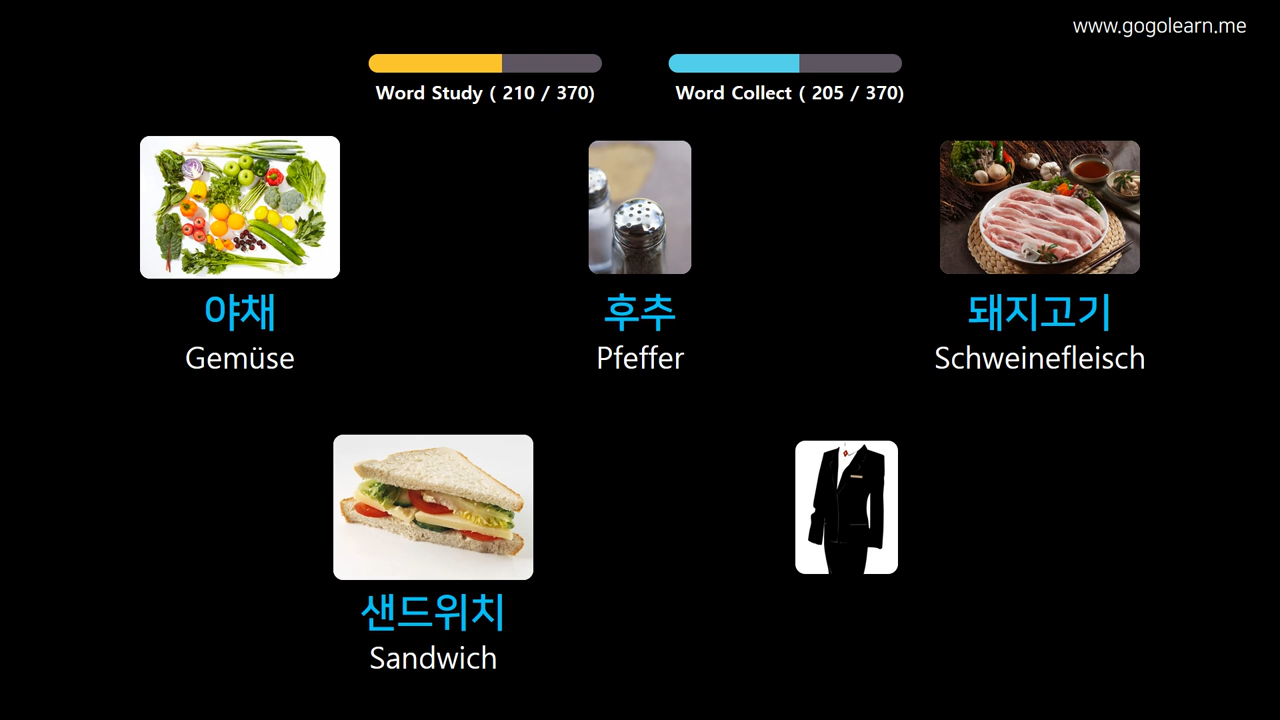 www.gogolearn.me
Word Study ( 210 / 370)
Word Collect ( 205 / 370)
야채
Gemüse
후추
Pfeffer
돼지고기
Schweinefleisch
샌드위치
Sandwich